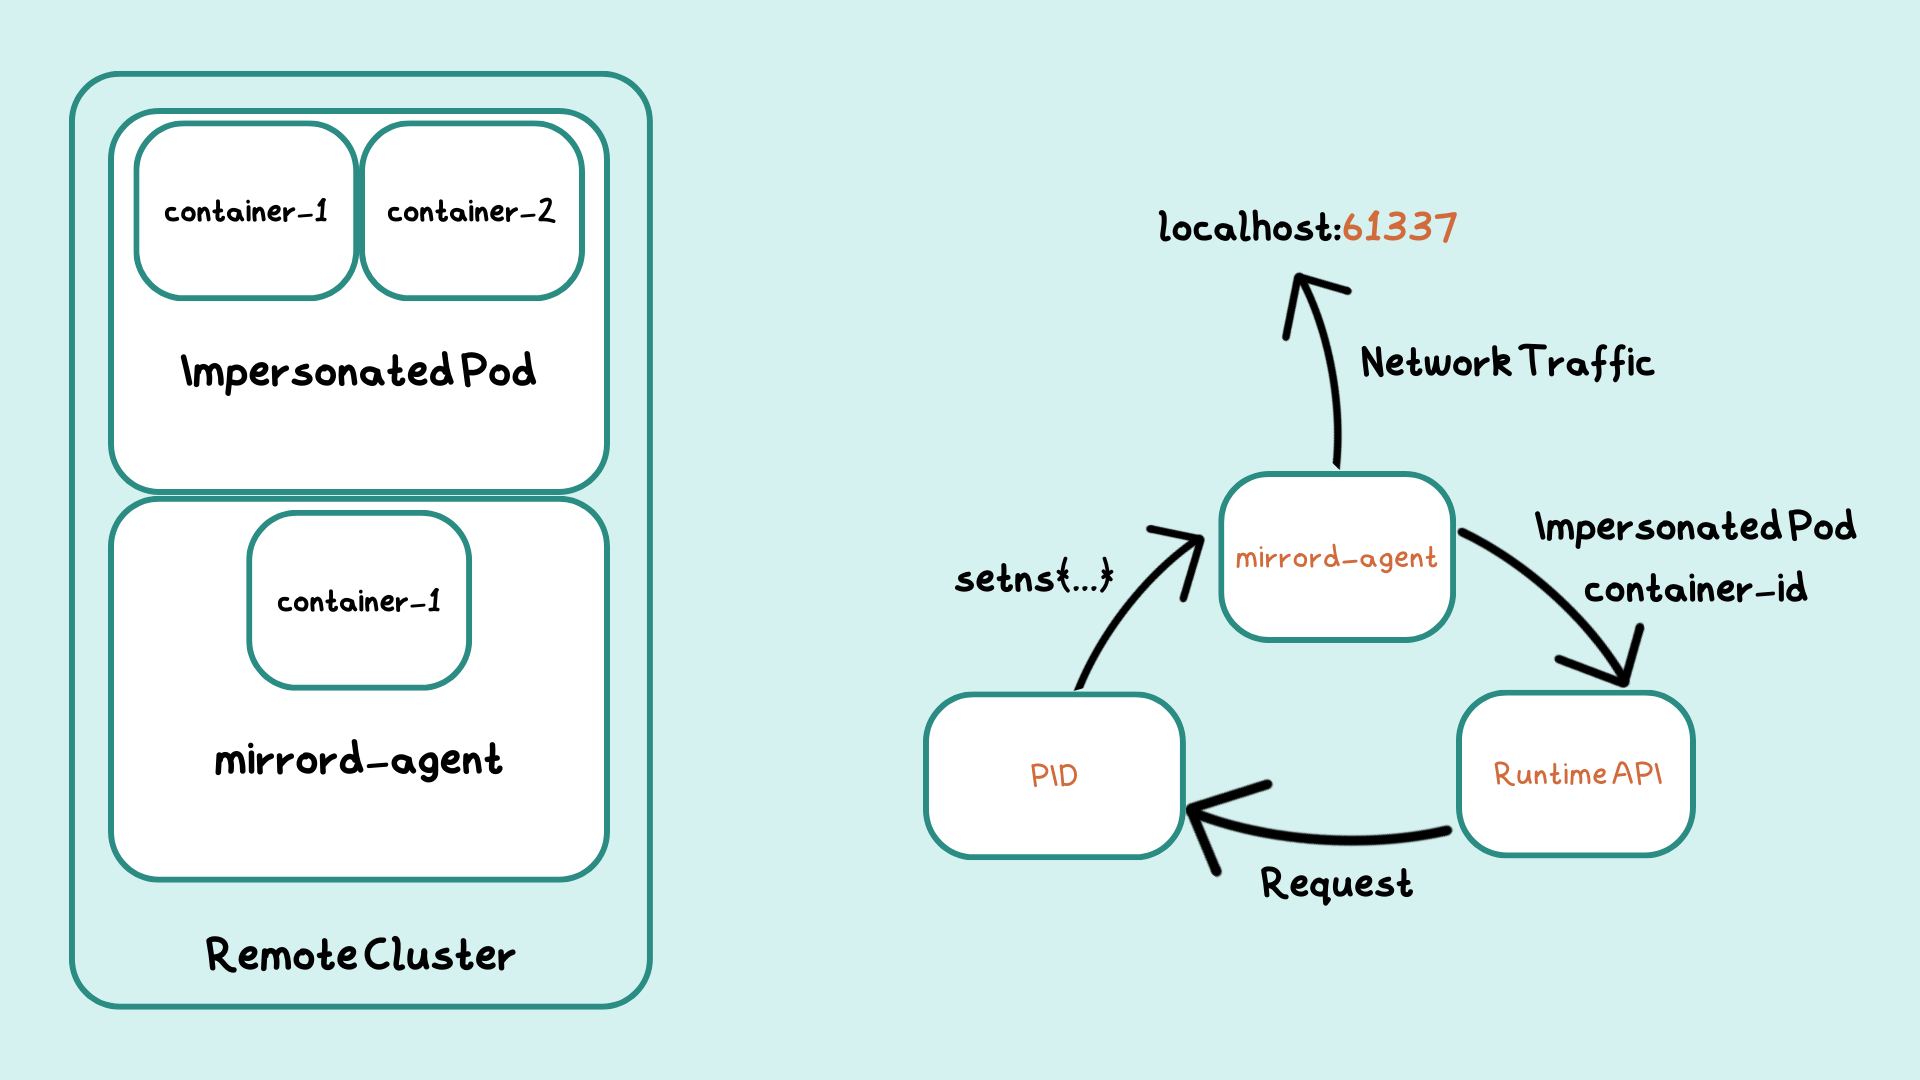 container-1
container-2
Impersonated Pod
container-1
mirrord-agent
Remote Cluster
localhost:61337
Network Traffic
mirrord-agent
Impersonated Pod
container-id
setns{...}
PID
Runtime API
Request